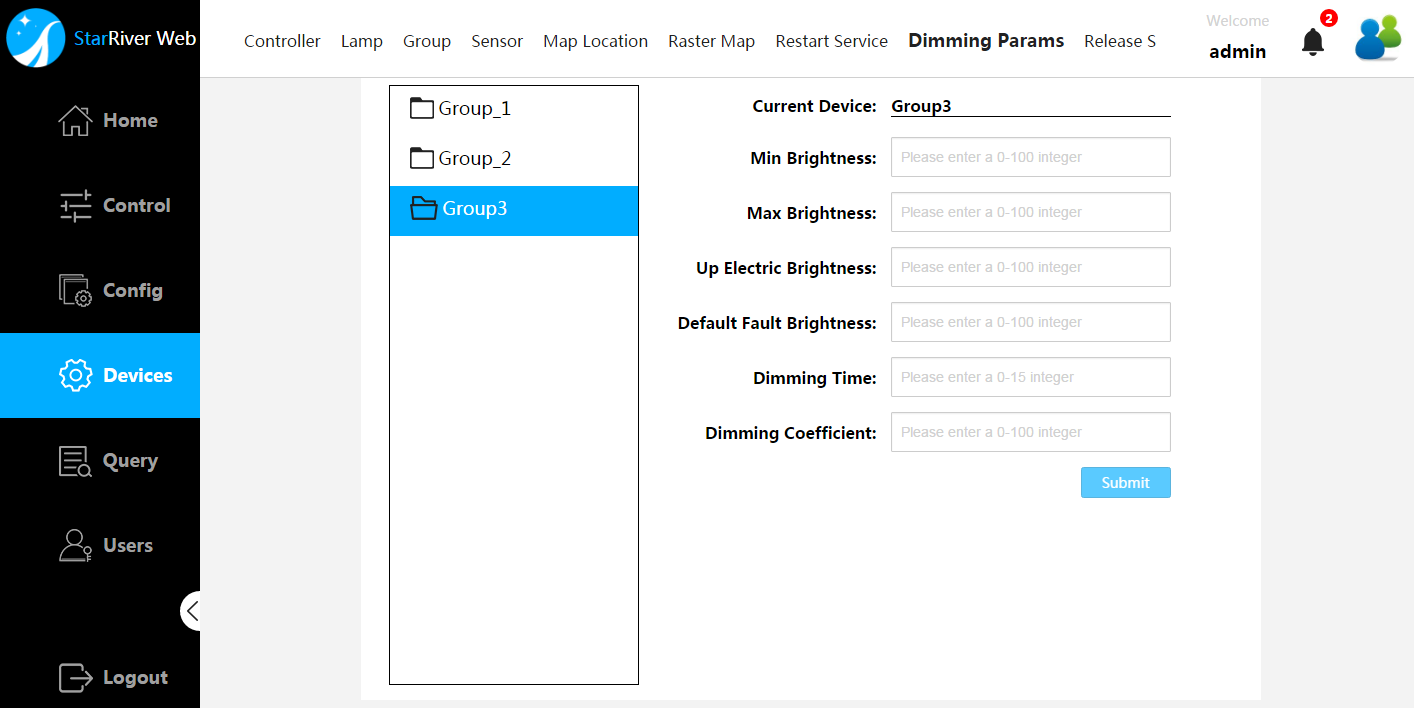 StarRiver Web
Controller Lamp Group Sensor Map Location Raster Map Restart Service Dimming Params Release S
Welcome
admin
2
Home
Control
Config
Devices
Query
Users
Logout
Group_1
Group_2
Group3
Current Device: Group3
Min Brightness: Please enter a 0-100 integer
Max Brightness: Please enter a 0-100 integer
Up Electric Brightness: Please enter a 0-100 integer
Default Fault Brightness: Please enter a 0-100 integer
Dimming Time: Please enter a 0-15 integer
Dimming Coefficient: Please enter a 0-100 integer
Submit